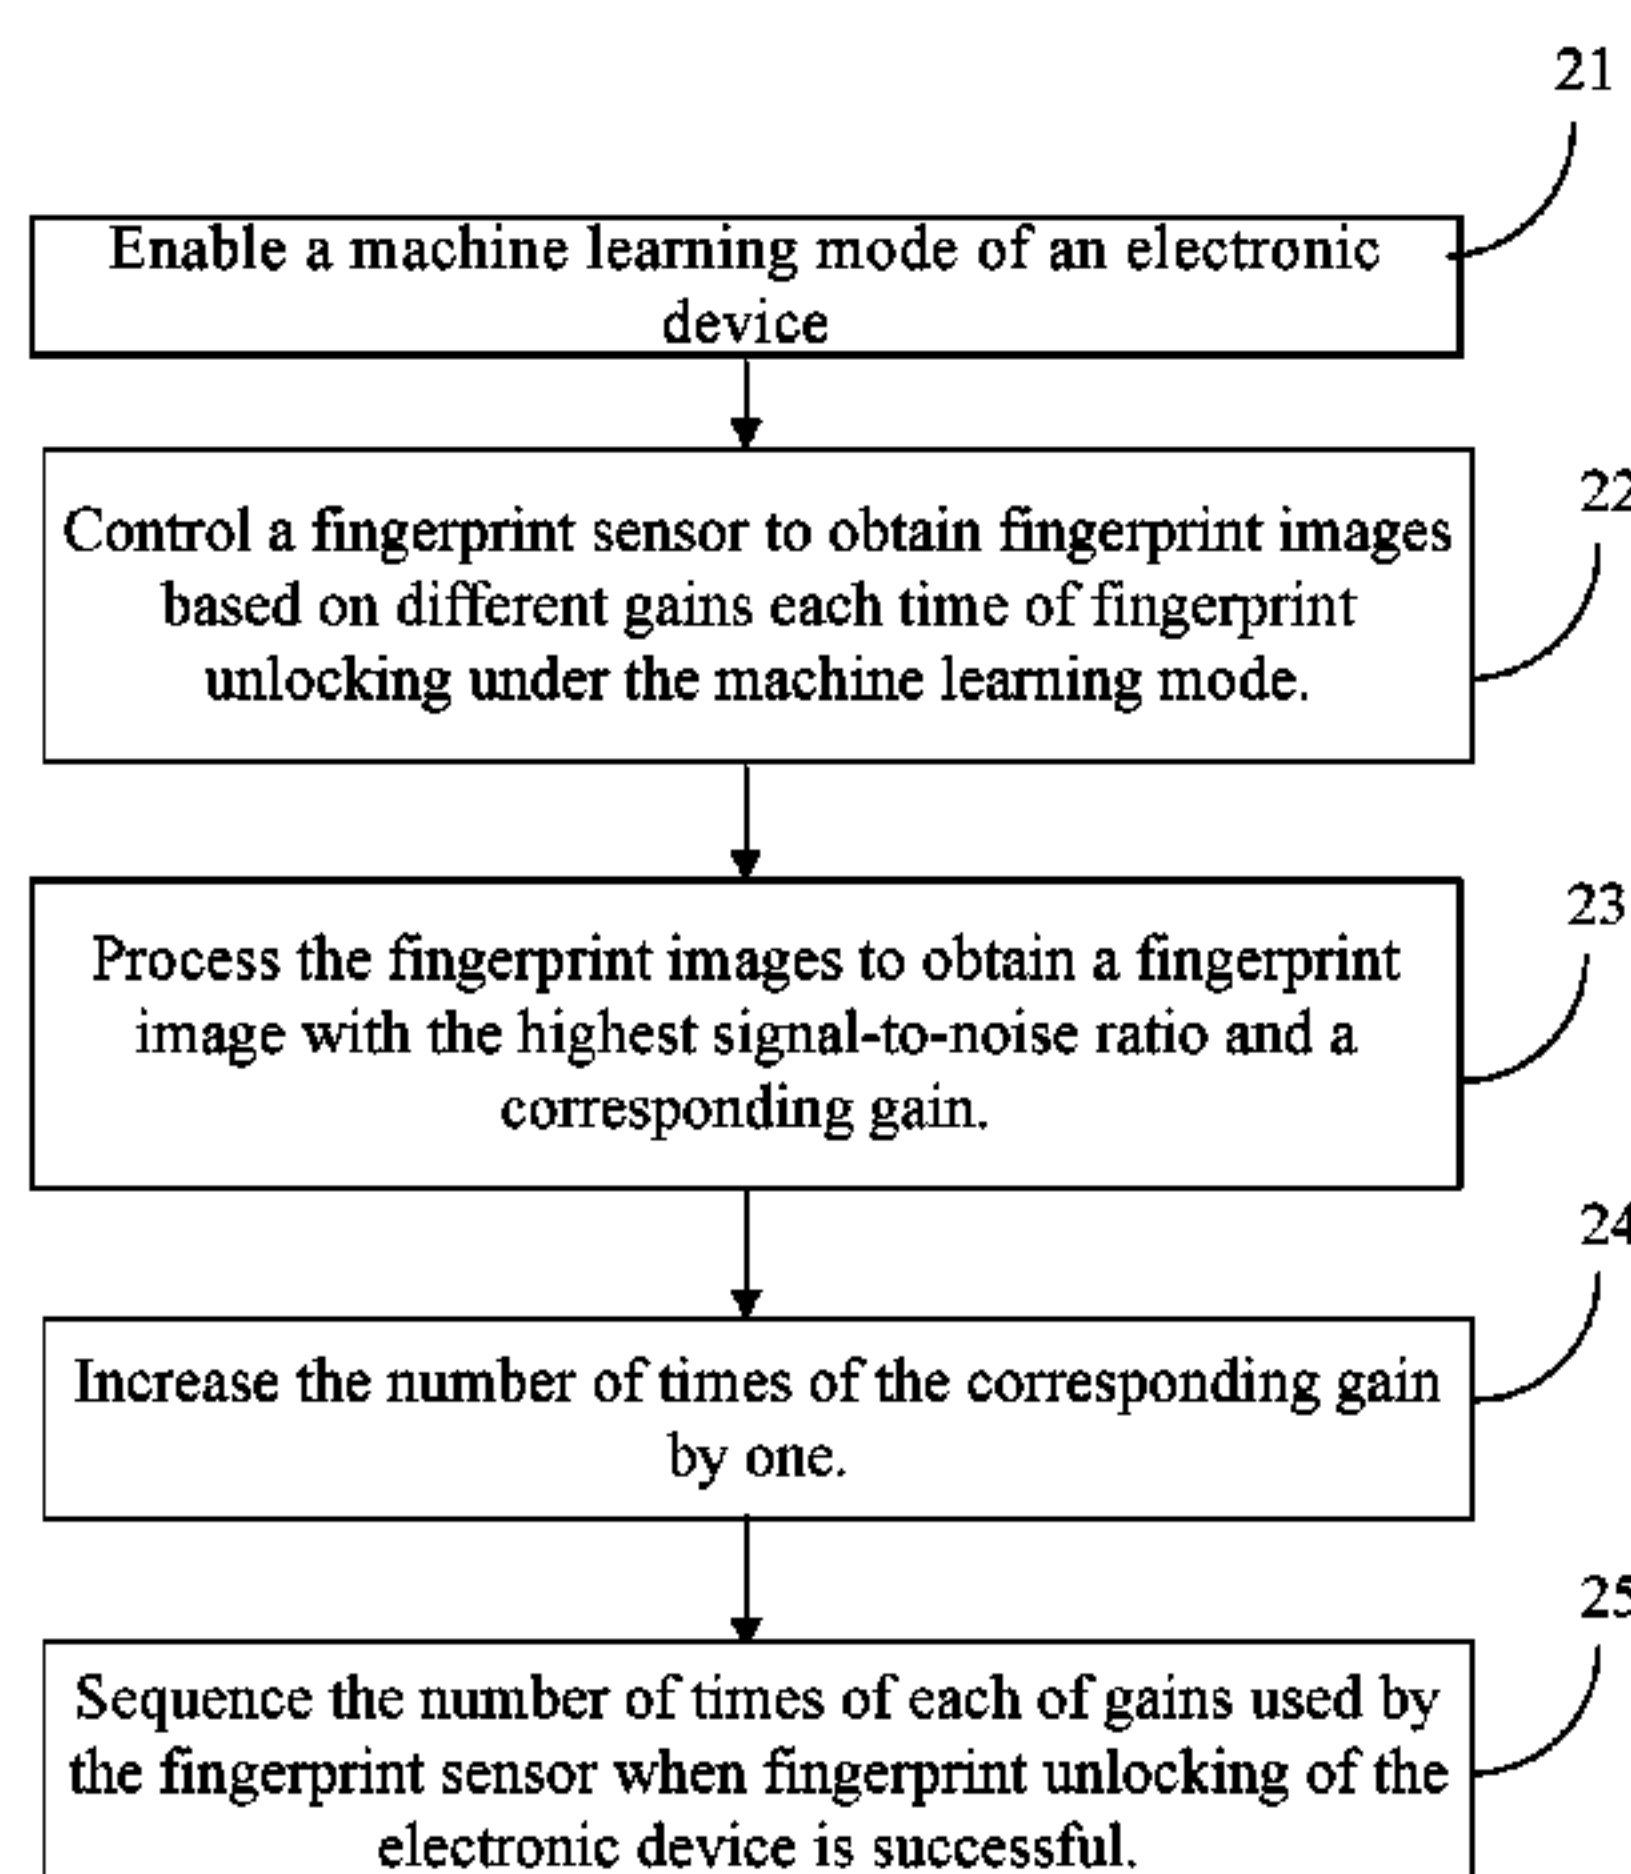 21
Enable a machine learning mode of an electronic
device
22
Control a fingerprint sensor to obtain fingerprint images
based on different gains each time of fingerprint
unlocking under the machine learning mode.
23
Process the fingerprint images to obtain a fingerprint
image with the highest signal-to-noise ratio and a
corresponding gain.
24
Increase the number of times of the corresponding gain
by one.
25
Sequence the number of times of each of gains used by
the fingerprint sensor when fingerprint unlocking of the
electronic device is successful.